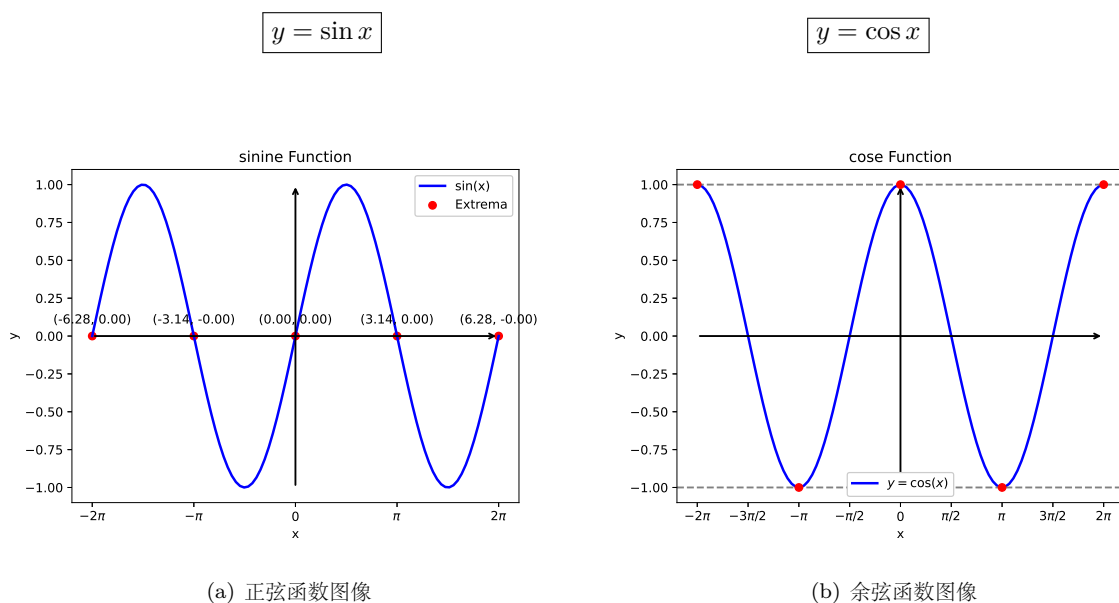 y = sin x
y = cos x
sinine Function
sin(x)
Extrema
1.00
0.75
0.50
0.25
0.00
−0.25
−0.50
−0.75
−1.00
y
(-6.28, 0.00)
(-3.14, -0.00)
(0.00, 0.00)
(3.14, 0.00)
(6.28, -0.00)
−2π
−π
0
π
2π
x
(a) 正弦函数图像
cose Function
1.00
0.75
0.50
0.25
0.00
−0.25
−0.50
−0.75
−1.00
y
y = cos(x)
−2π
−3π/2
−π
−π/2
0
π/2
π
3π/2
2π
x
(b) 余弦函数图像